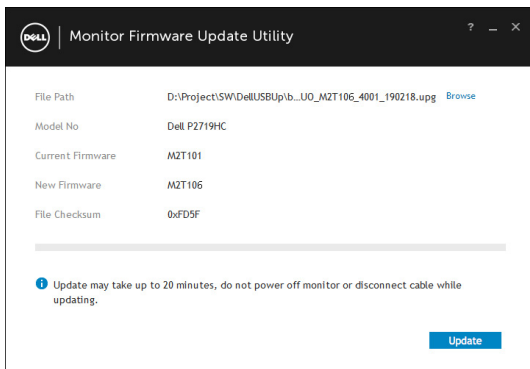 DELL Monitor Firmware Update Utility ? _ ×
File Path D:\Project\SW\DellUSBUp\b...UO_M2T106_4001_190218.upg Browse
Model No Dell P2719HC
Current Firmware M2T101
New Firmware M2T106
File Checksum 0xFD5F
Update may take up to 20 minutes, do not power off monitor or disconnect cable while
updating.
Update